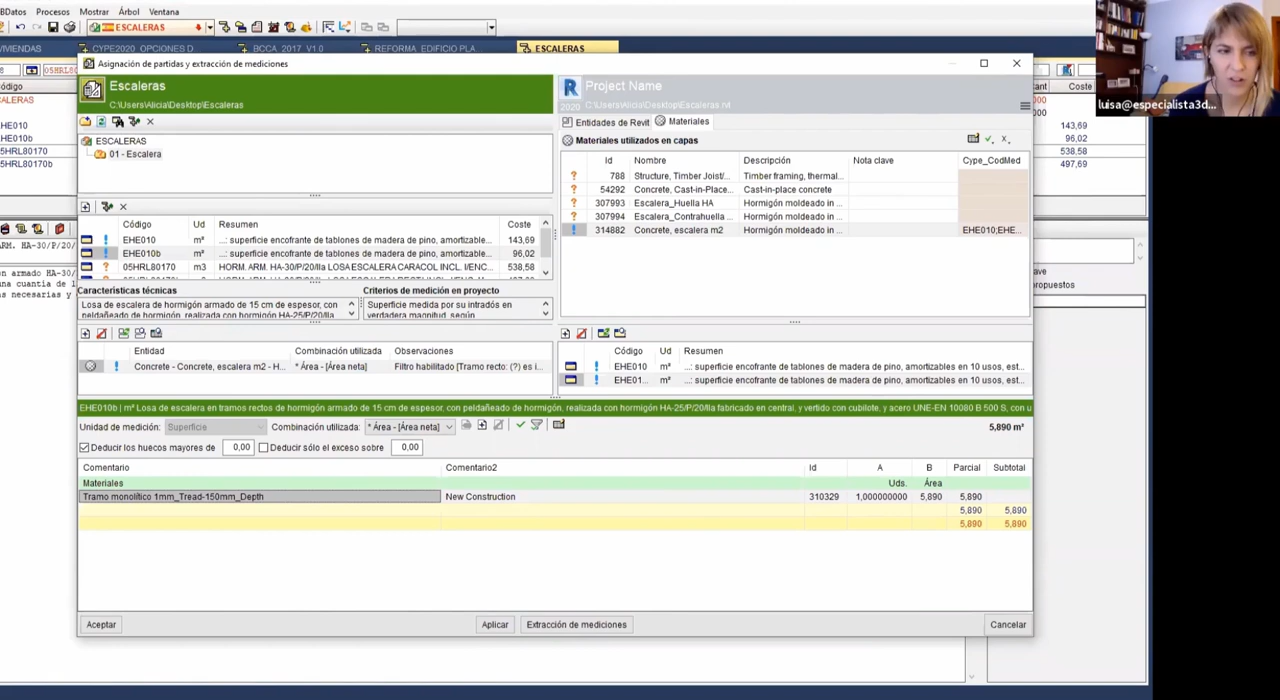 BDatos Procesos Mostrar Árbol Ventana
ESCALERAS
VIVIENDAS CYPE2020_OPCIONES D... BCCA_2017_V1.0 REFORMA_EDIFICIO PLA... ESCALERAS
Asignación de partidas y extracción de mediciones
Escaleras
C:\Users\Alicia\Desktop\Escaleras
Project Name
2020 C:\Users\Alicia\Desktop\Escaleras.rvt
luisa@especialista3d...
Coste
143,69
96,02
538,58
497,69
Entidades de Revit Materiales
ESCALERAS
01 - Escalera
Materiales utilizados en capas
Id Nombre Descripción Nota clave Cype_CodMed
788 Structure, Timber Joist/... Timber framing, thermal...
54292 Concrete, Cast-in-Place... Cast-in-place concrete
307993 Escalera_Huella HA Hormigón moldeado in ...
307994 Escalera_Contrahuella ... Hormigón moldeado in ...
314882 Concrete, escalera m2 Hormigón moldeado in ... EHE010;EHE...
Código Ud Resumen Coste
EHE010 m² ...: superficie encofrante de tablones de madera de pino, amortizable... 143,69
EHE010b m² ...: superficie encofrante de tablones de madera de pino, amortizable... 96,02
05HRL80170 m3 HORM. ARM. HA-30/P/20/IIa LOSA ESCALERA CARACOL INCL. I/ENC... 538,58
Características técnicas Criterios de medición en proyecto
Losa de escalera de hormigón armado de 15 cm de espesor, con
peldañeado de hormigón, realizada con hormigón HA-25/P/20/IIa
Superficie medida por su intradós en
verdadera magnitud, según
Entidad Combinación utilizada Observaciones
Concrete - Concrete, escalera m2 - H... * Área - [Área neta] Filtro habilitado [Tramo recto: (?) es i...
Código Ud Resumen
EHE010 m² ...: superficie encofrante de tablones de madera de pino, amortizables en 10 usos, est...
EHE01... m² ...: superficie encofrante de tablones de madera de pino, amortizables en 10 usos, est...
EHE010b | m² Losa de escalera en tramos rectos de hormigón armado de 15 cm de espesor, con peldañeado de hormigón, realizada con hormigón HA-25/P/20/IIa fabricado en central, y vertido con cubilote, y acero UNE-EN 10080 B 500 S, con u
Unidad de medición: Superficie Combinación utilizada: * Área - [Área neta] 5,890 m²
Deducir los huecos mayores de 0,00 Deducir sólo el exceso sobre 0,00
Comentario Comentario2 Id A B Parcial Subtotal
Materiales Uds. Área
Tramo monolítico 1mm_Tread-150mm_Depth New Construction 310329 1,000000000 5,890 5,890
5,890 5,890
5,890 5,890
Aceptar Aplicar Extracción de mediciones Cancelar